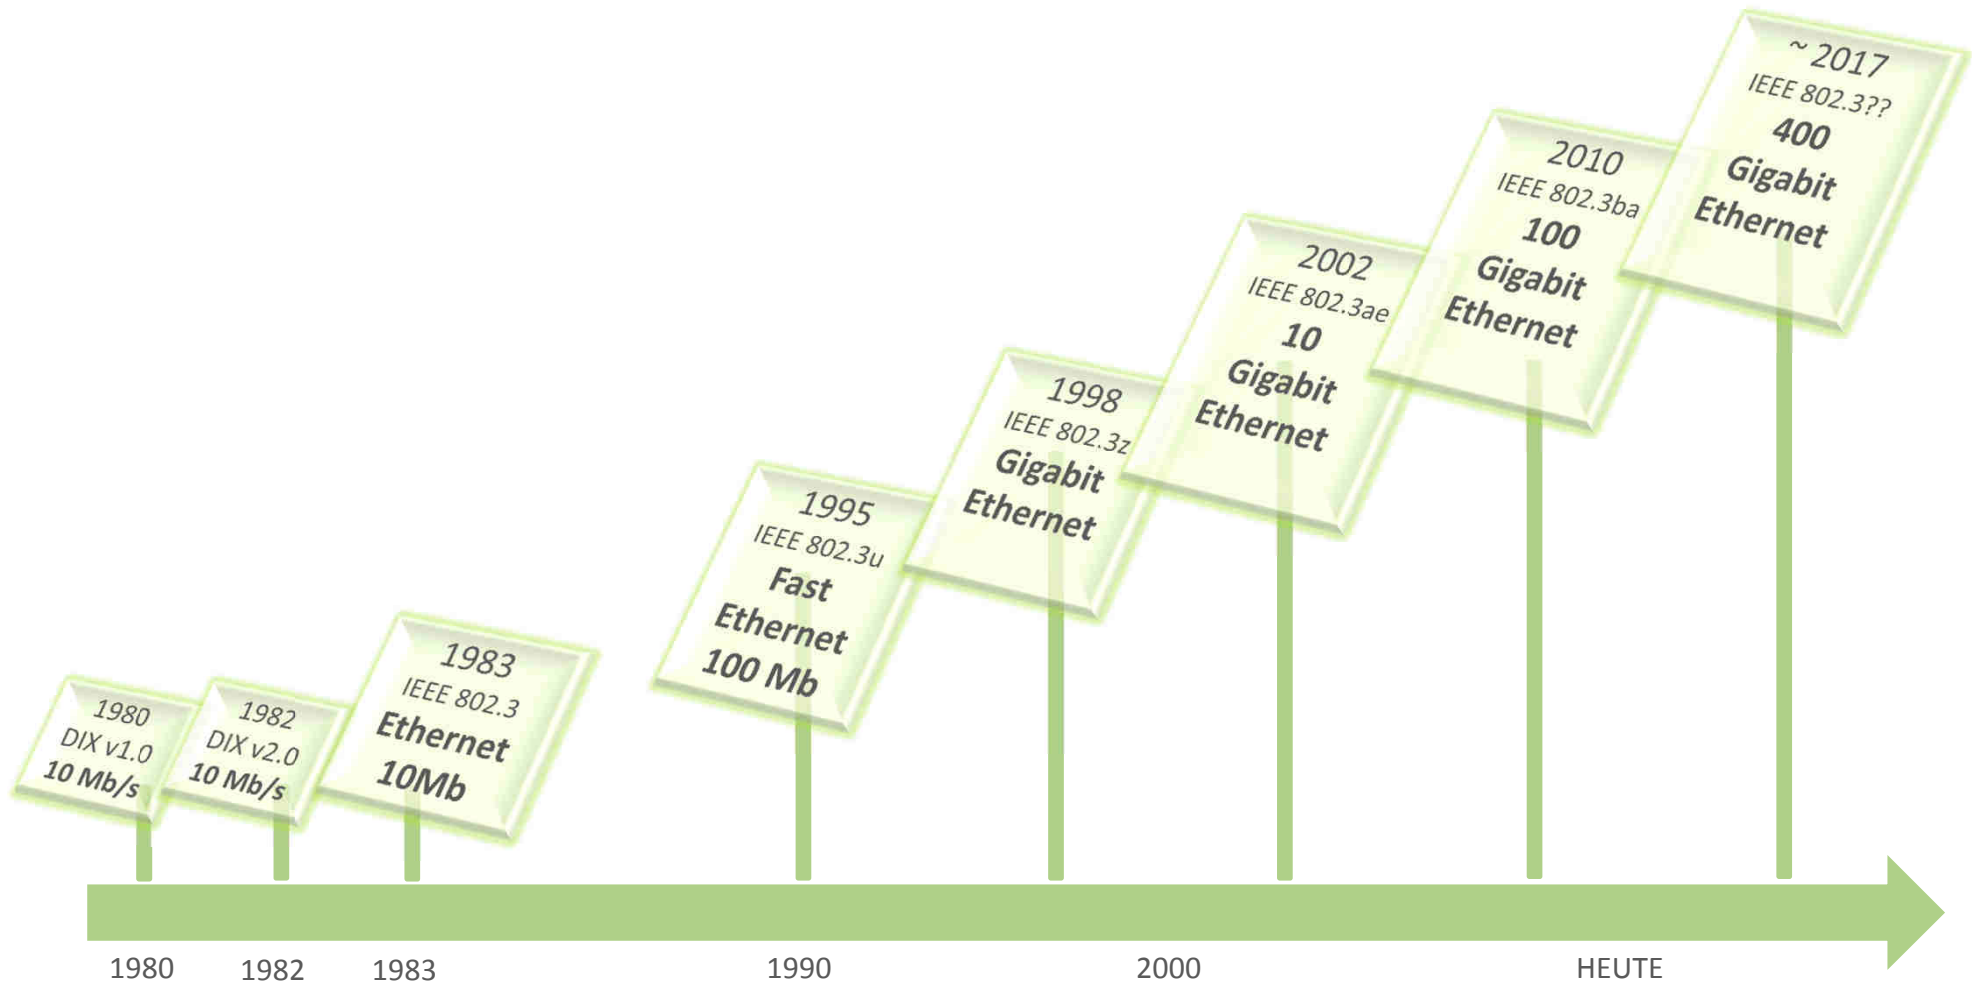 1980
DIX v1.0
10 Mb/s
1982
DIX v2.0
10 Mb/s
1983
IEEE 802.3
Ethernet
10Mb
1995
IEEE 802.3u
Fast
Ethernet
100 Mb
1998
IEEE 802.3z
Gigabit
Ethernet
2002
IEEE 802.3ae
10
Gigabit
Ethernet
2010
IEEE 802.3ba
100
Gigabit
Ethernet
~ 2017
IEEE 802.3??
400
Gigabit
Ethernet
1980
1982
1983
1990
2000
HEUTE